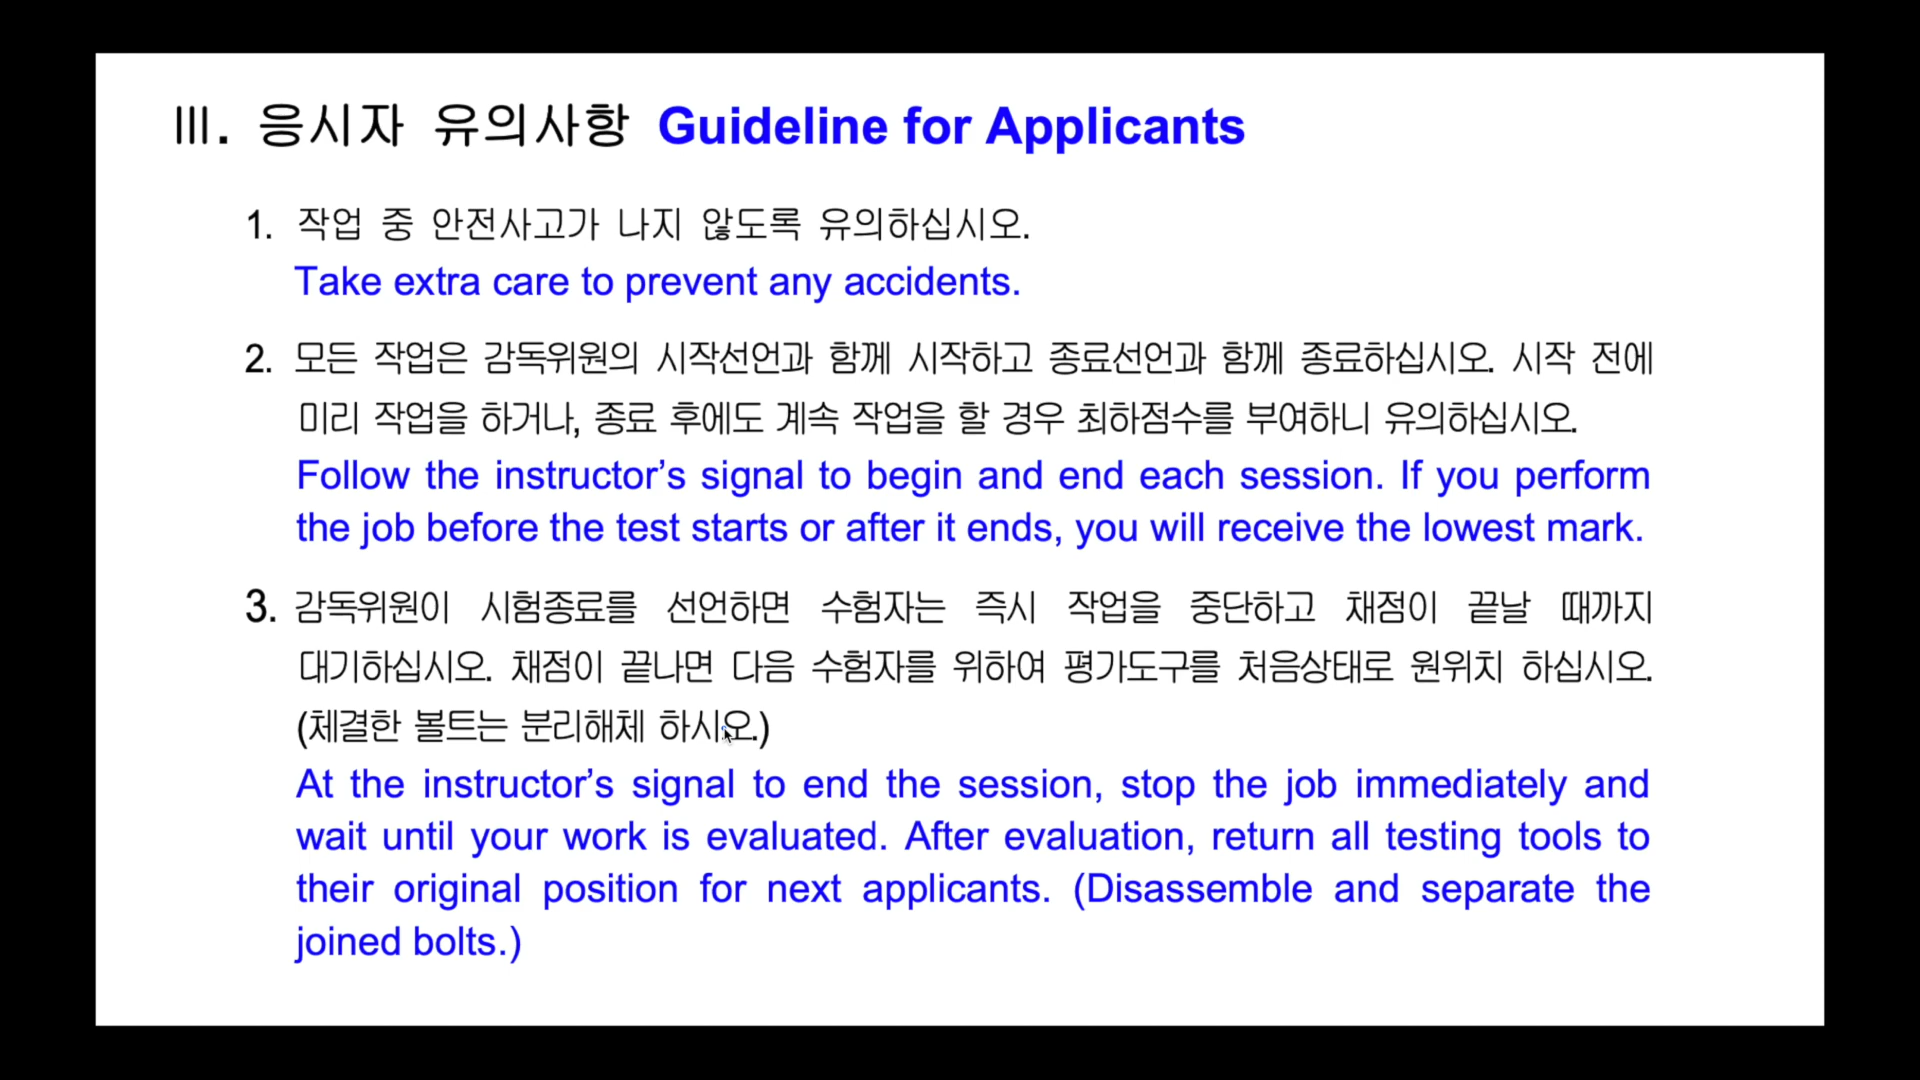 Ⅲ. 응시자 유의사항 Guideline for Applicants
1. 작업 중 안전사고가 나지 않도록 유의하십시오.
Take extra care to prevent any accidents.
2. 모든 작업은 감독위원의 시작선언과 함께 시작하고 종료선언과 함께 종료하십시오. 시작 전에
미리 작업을 하거나, 종료 후에도 계속 작업을 할 경우 최하점수를 부여하니 유의하십시오.
Follow the instructor’s signal to begin and end each session. If you perform
the job before the test starts or after it ends, you will receive the lowest mark.
3. 감독위원이 시험종료를 선언하면 수험자는 즉시 작업을 중단하고 채점이 끝날 때까지
대기하십시오. 채점이 끝나면 다음 수험자를 위하여 평가도구를 처음상태로 원위치 하십시오.
(체결한 볼트는 분리해체 하시오.)
At the instructor’s signal to end the session, stop the job immediately and
wait until your work is evaluated. After evaluation, return all testing tools to
their original position for next applicants. (Disassemble and separate the
joined bolts.)